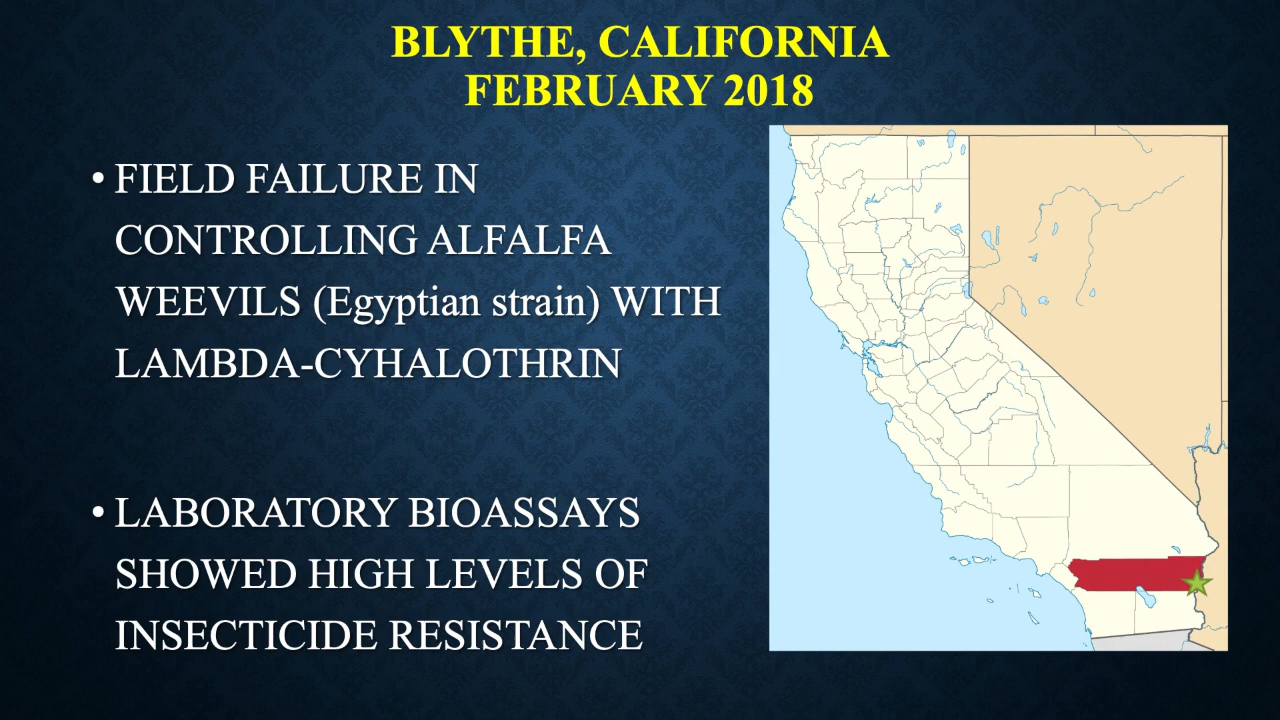 BLYTHE, CALIFORNIA
FEBRUARY 2018
• FIELD FAILURE IN
CONTROLLING ALFALFA
WEEVILS (Egyptian strain) WITH
LAMBDA-CYHALOTHRIN
• LABORATORY BIOASSAYS
SHOWED HIGH LEVELS OF
INSECTICIDE RESISTANCE